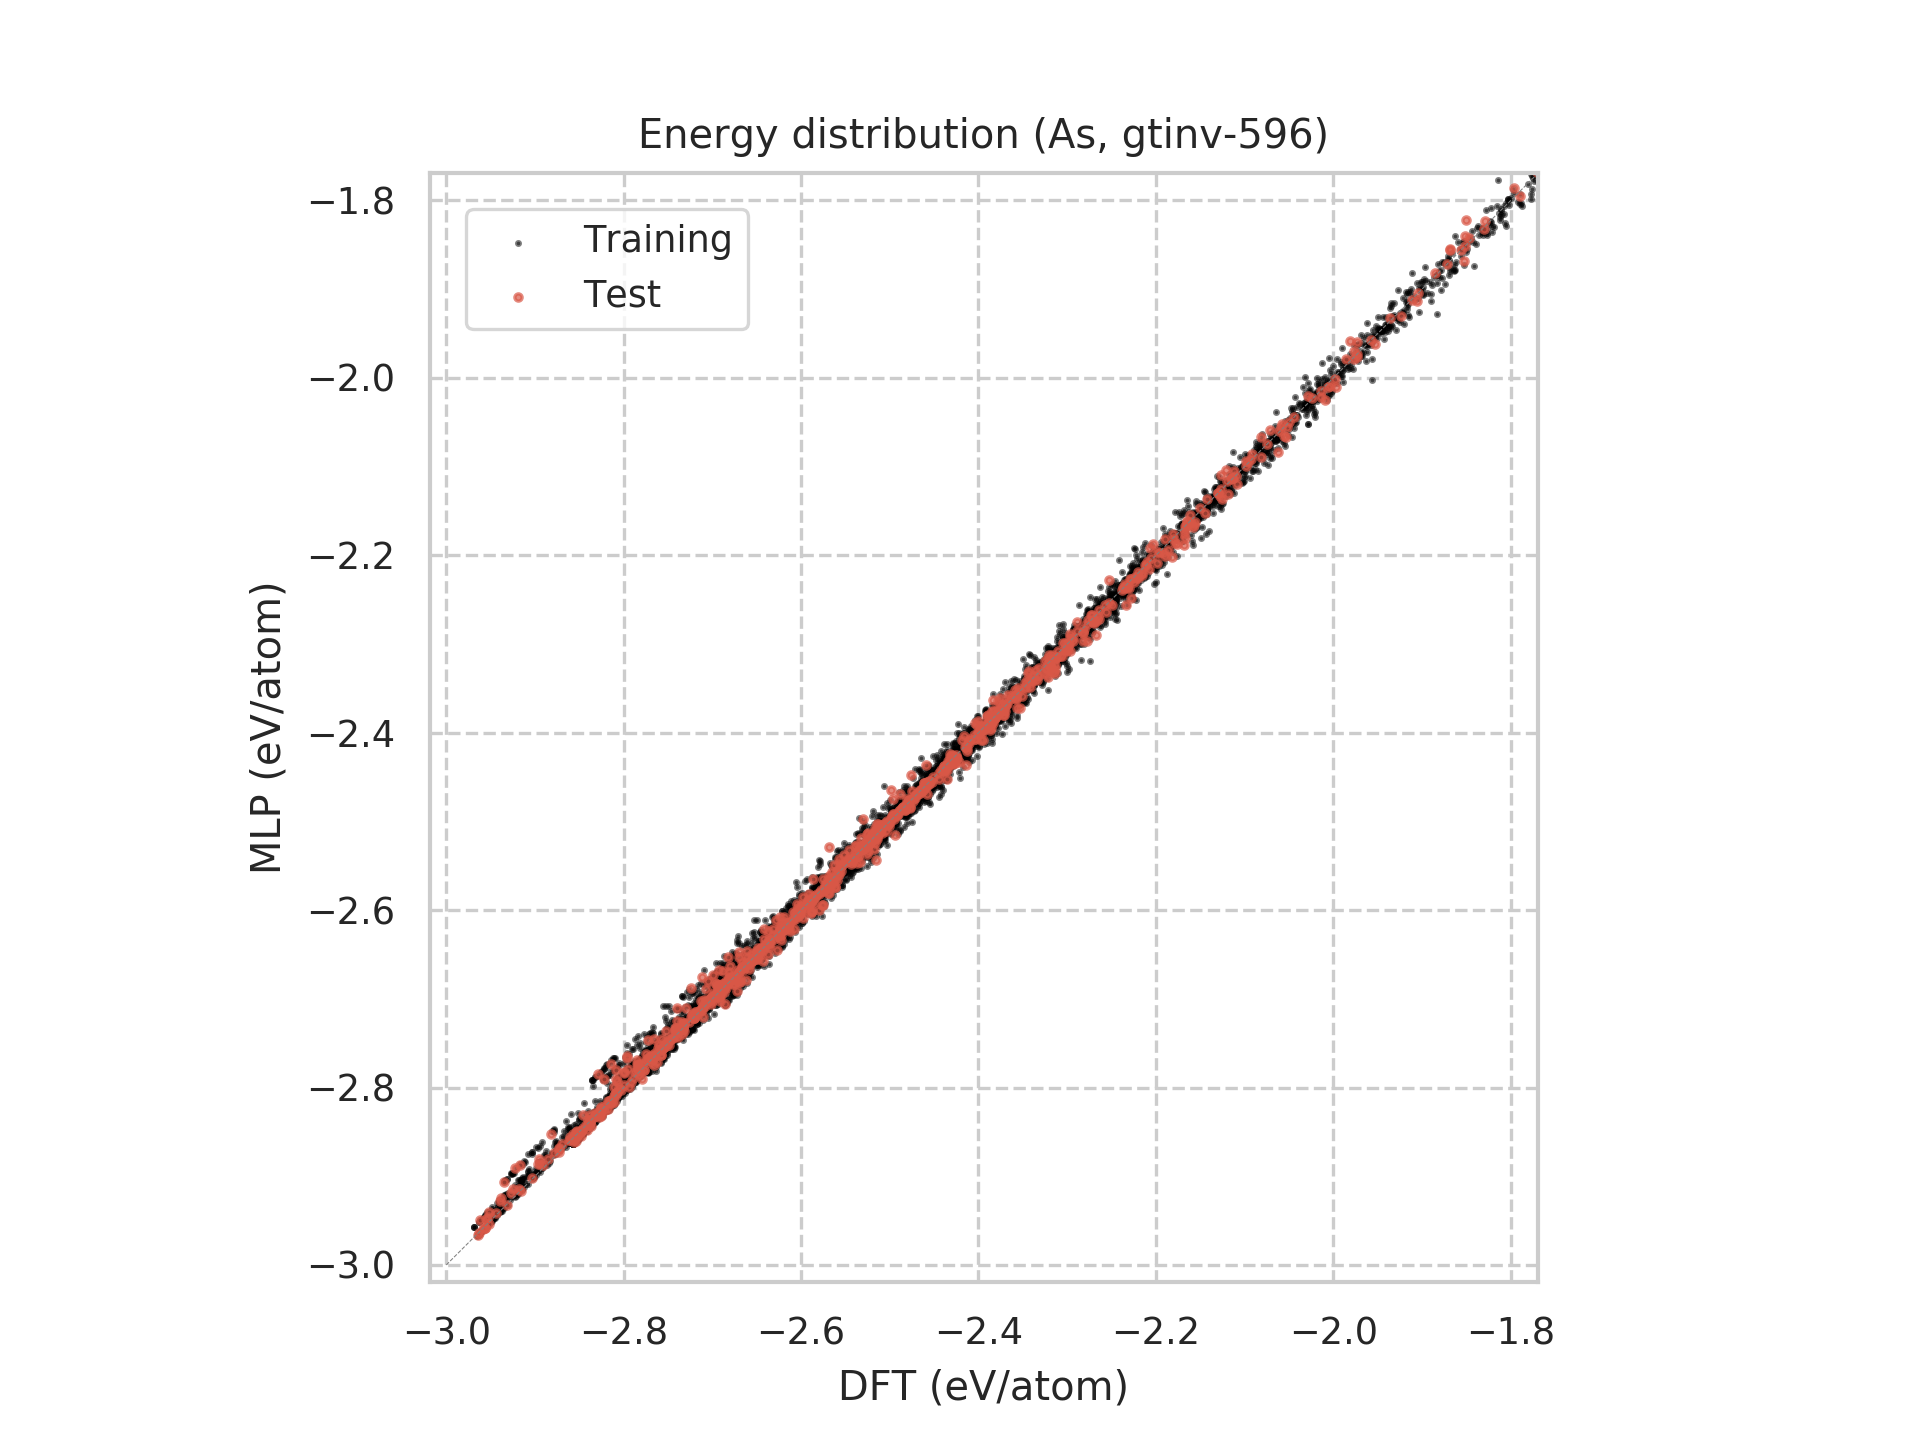 Energy distribution (As, gtinv-596)
Training
Test
MLP (eV/atom)
−1.8
−2.0
−2.2
−2.4
−2.6
−2.8
−3.0
−3.0 −2.8 −2.6 −2.4 −2.2 −2.0 −1.8
DFT (eV/atom)